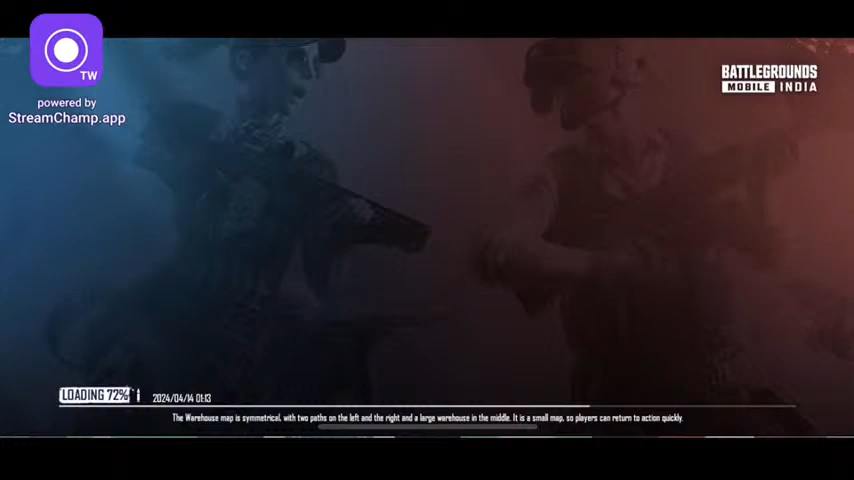 TW
powered by
StreamChamp.app
BATTLEGROUNDS
MOBILE INDIA
LOADING 72%
2024/04/14 01:13
The Warehouse map is symmetrical, with two paths on the left and the right and a large warehouse in the middle. It is a small map, so players can return to action quickly.